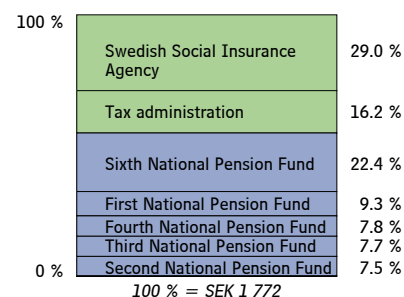 100 %
Swedish Social Insurance
Agency
29.0 %
Tax administration
16.2 %
Sixth National Pension Fund
22.4 %
First National Pension Fund
9.3 %
Fourth National Pension Fund
7.8 %
Third National Pension Fund
7.7 %
0 %
Second National Pension Fund
7.5 %
100 % = SEK 1 772